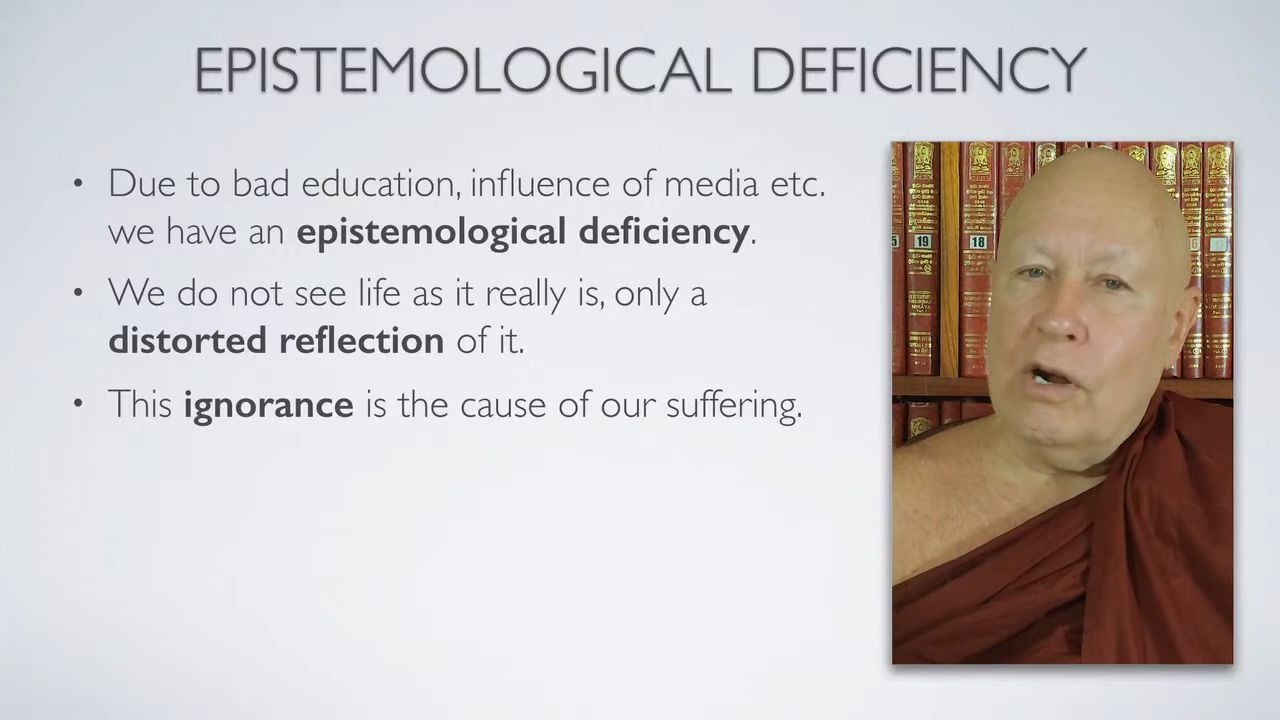 EPISTEMOLOGICAL DEFICIENCY
• Due to bad education, influence of media etc.
we have an epistemological deficiency.
• We do not see life as it really is, only a
distorted reflection of it.
• This ignorance is the cause of our suffering.
19
18